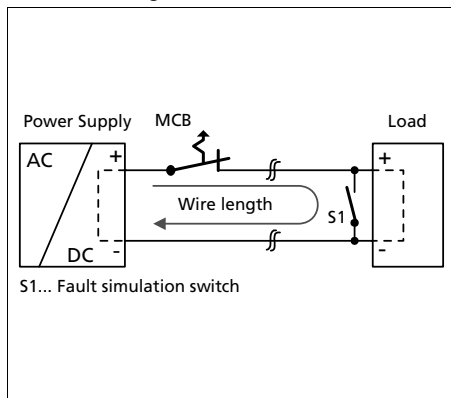 Power Supply
MCB
Load
AC
+
+
Wire length
S1
DC
-
-
S1... Fault simulation switch